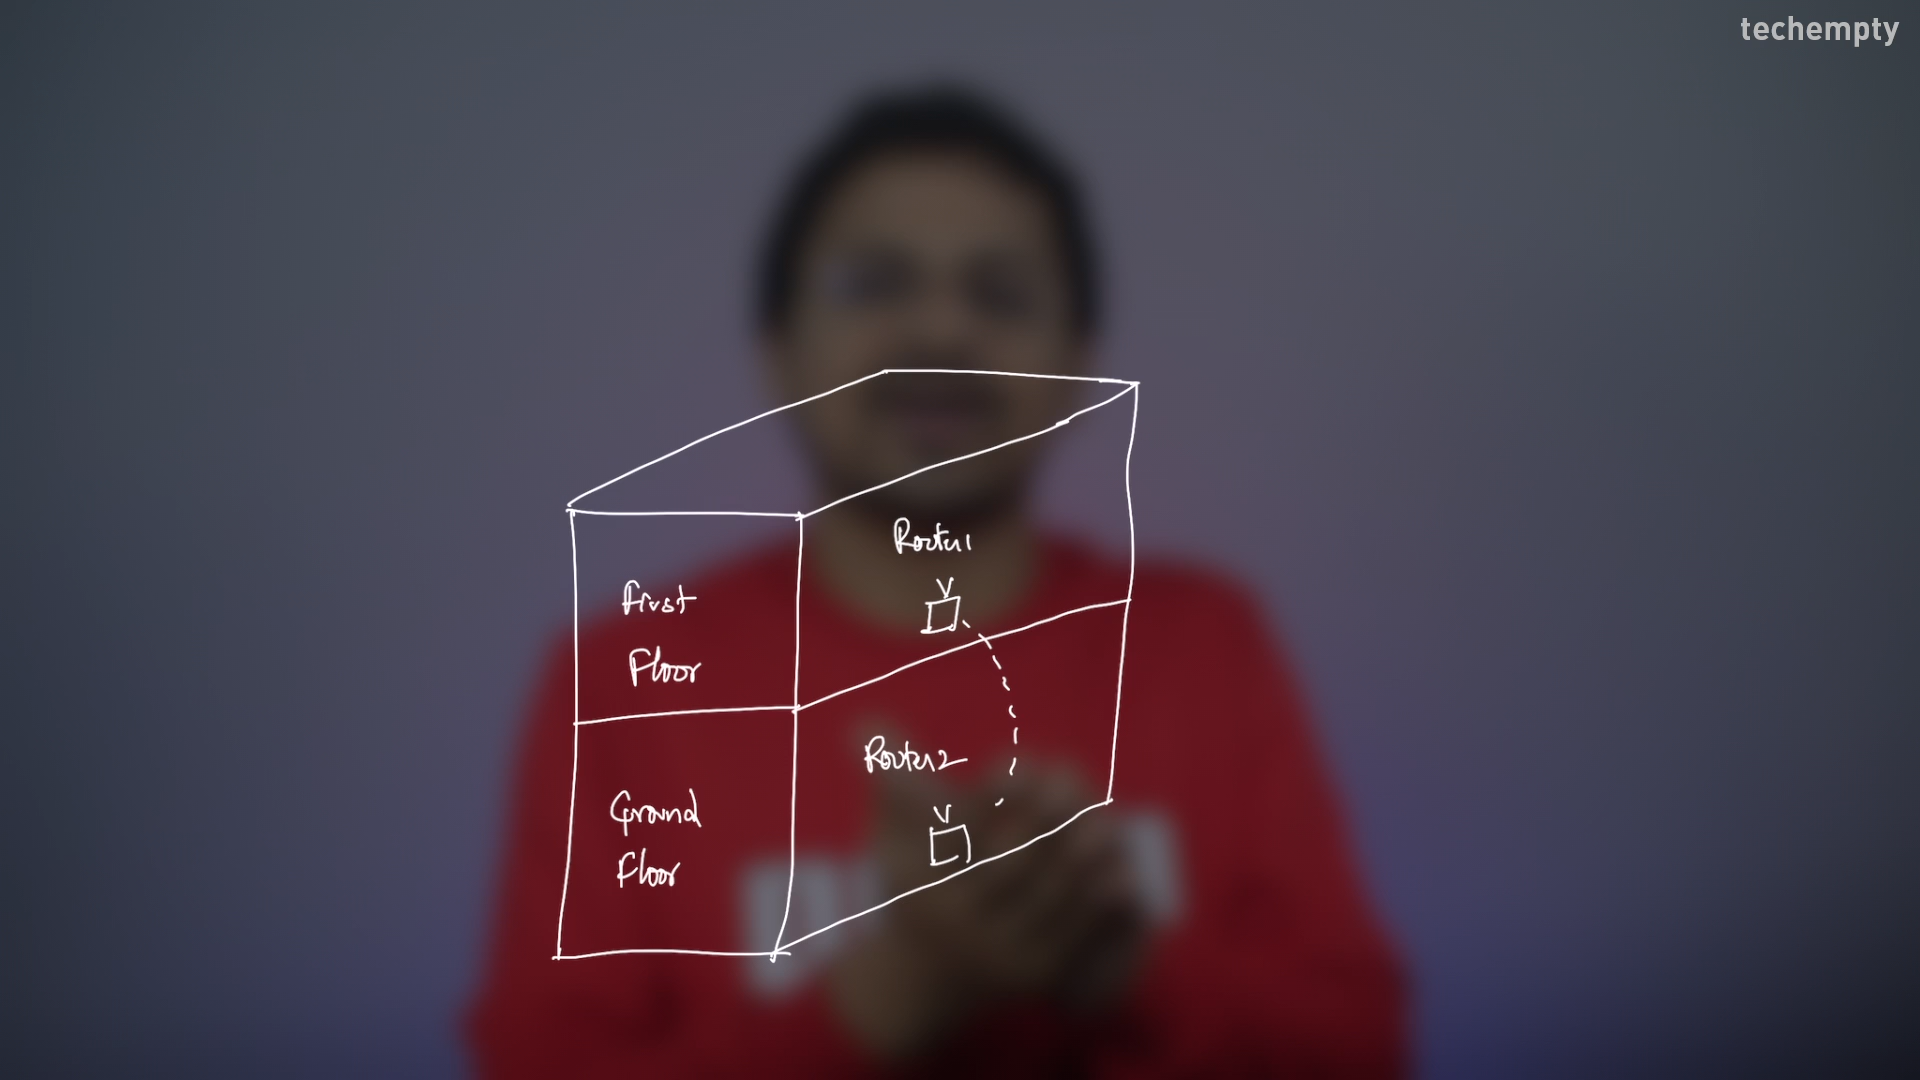 techempty
Router1
First
Floor
Router2
Ground
Floor